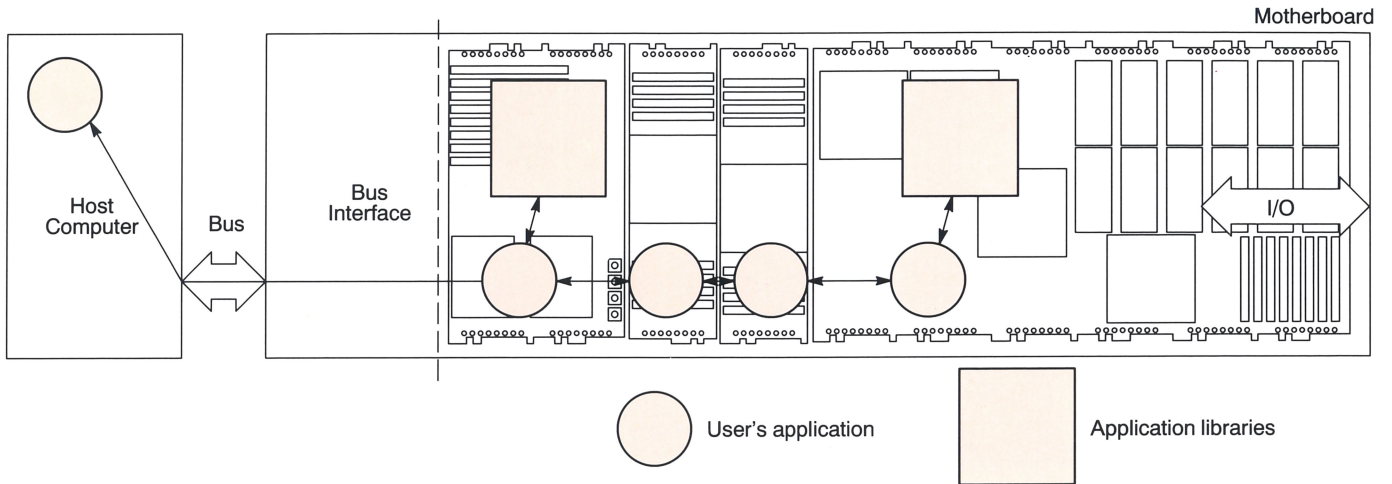 Motherboard
Host
Computer
Bus
Bus
Interface
I/O
User's application
Application libraries